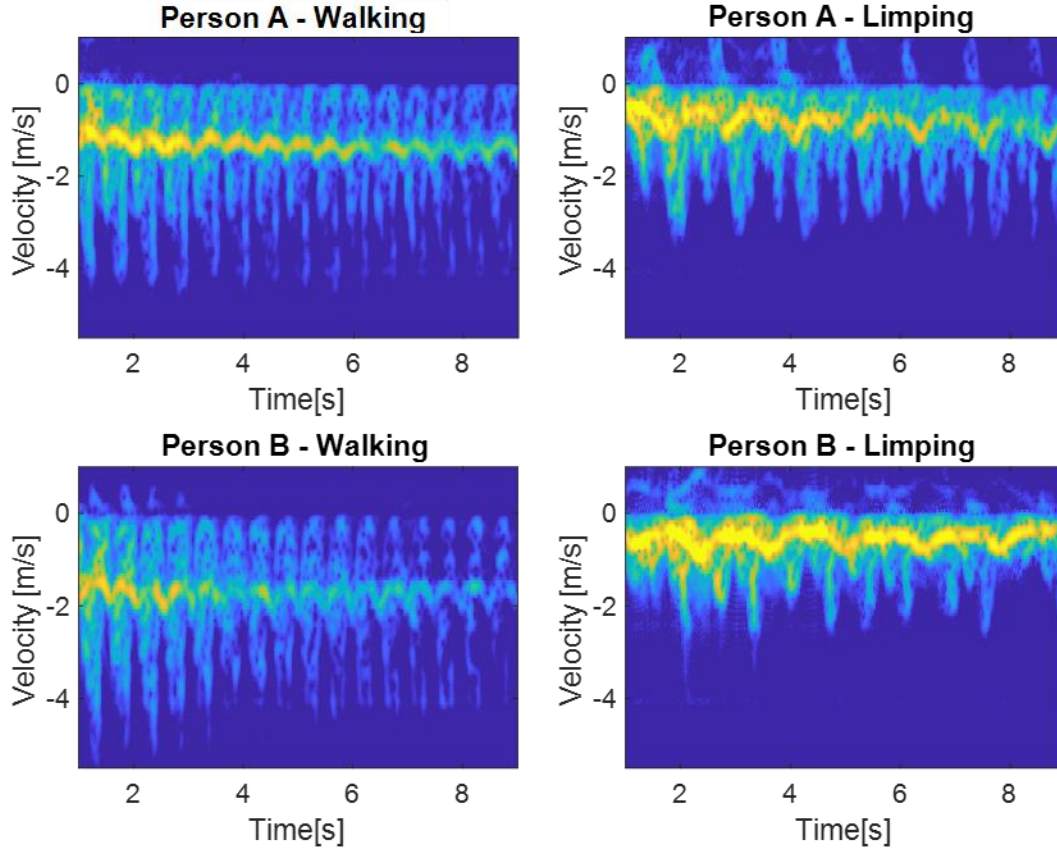 Person A - Walking
Person A - Limping
0
-2
-4
Velocity [m/s]
2
4
6
8
Time[s]
0
-2
-4
Velocity [m/s]
2
4
6
8
Time[s]
Person B - Walking
Person B - Limping
0
-2
-4
Velocity [m/s]
2
4
6
8
Time[s]
0
-2
-4
Velocity [m/s]
2
4
6
8
Time[s]